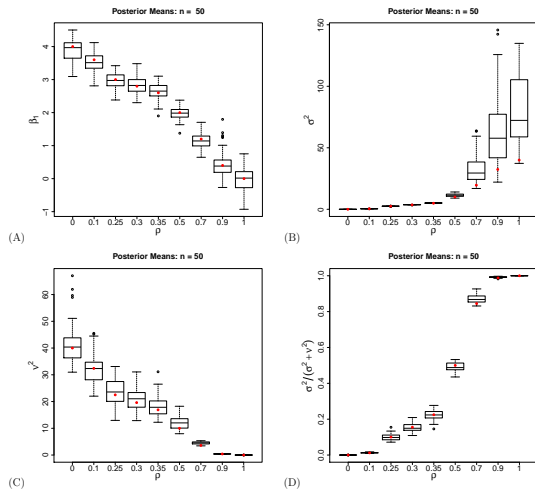 Posterior Means: n = 50
4
3
2
1
0
−1
β₁
0 0.1 0.25 0.3 0.35 0.5 0.7 0.9 1
ρ
(A)
Posterior Means: n = 50
150
100
50
0
σ²
0 0.1 0.25 0.3 0.35 0.5 0.7 0.9 1
ρ
(B)
Posterior Means: n = 50
60
50
40
30
20
10
0
ν²
0 0.1 0.25 0.3 0.35 0.5 0.7 0.9 1
ρ
(C)
Posterior Means: n = 50
1.0
0.8
0.6
0.4
0.2
0.0
σ²/(σ² + ν²)
0 0.1 0.25 0.3 0.35 0.5 0.7 0.9 1
ρ
(D)